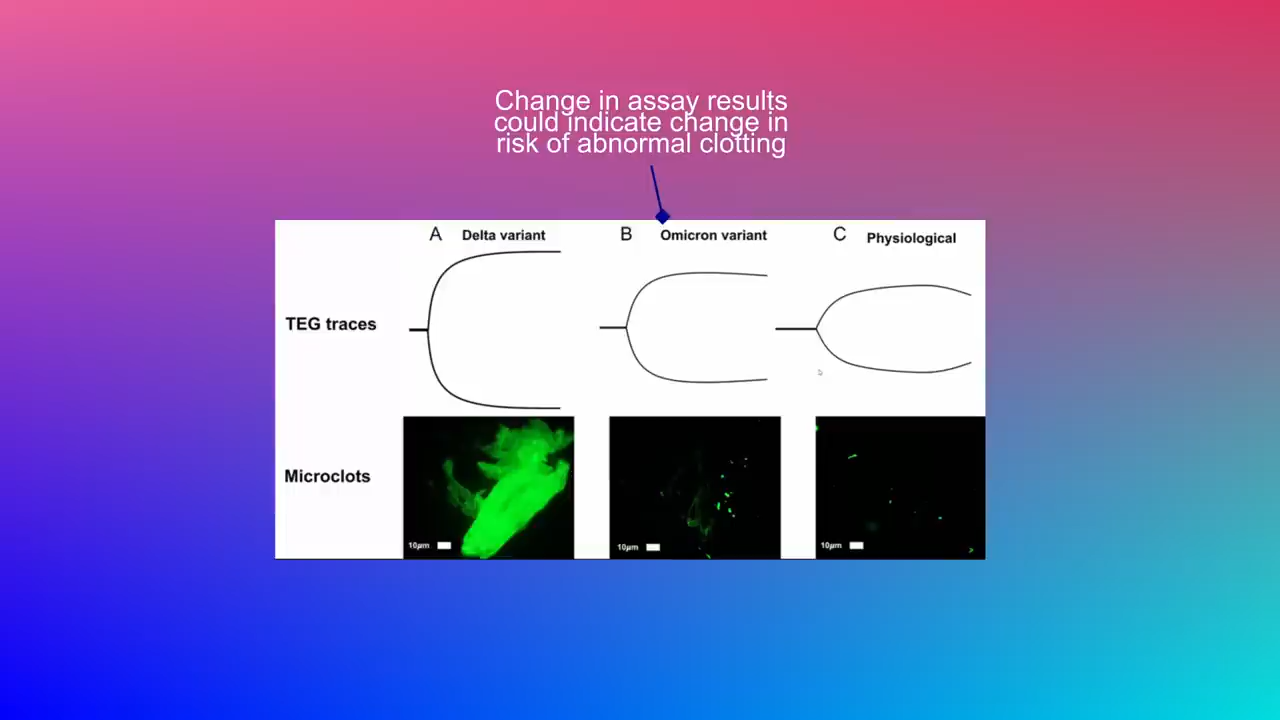 Change in assay results
could indicate change in
risk of abnormal clotting
A Delta variant
B Omicron variant
C Physiological
TEG traces
Microclots
10µm
10µm
10µm